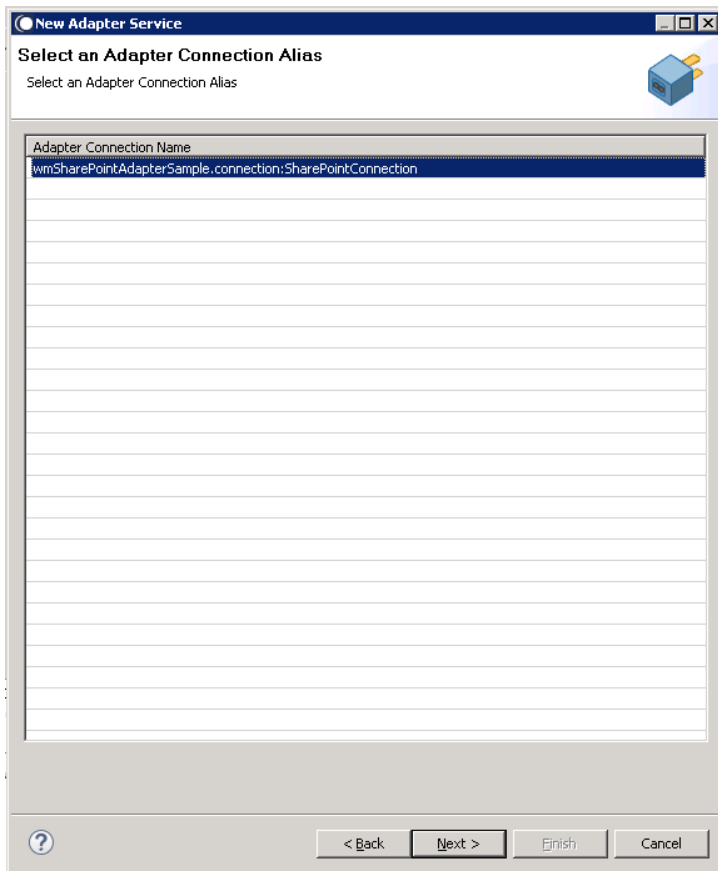 New Adapter Service
Select an Adapter Connection Alias
Select an Adapter Connection Alias
Adapter Connection Name
wmSharePointAdapterSample.connection:SharePointConnection
?
< Back
Next >
Finish
Cancel